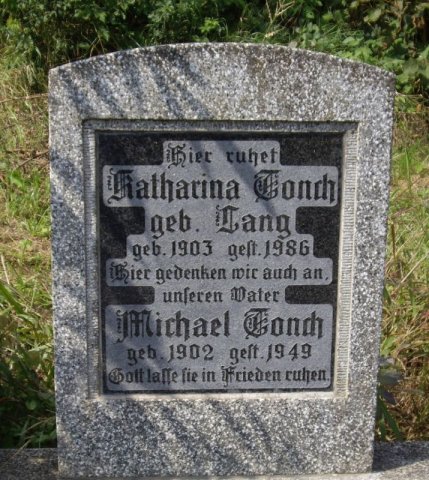 Hier ruhet
Katharina Tonch
geb. Lang
geb. 1903 gest. 1986
Hier gedenken wir auch an,
unseren Vater
Michael Tonch
geb. 1902 gest. 1949
Gott lasse sie in Frieden ruhen.